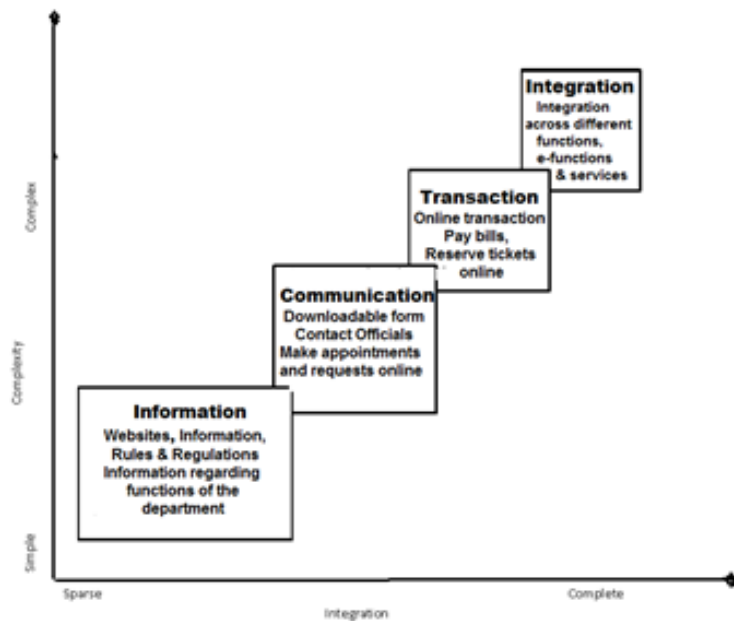 Integration
Integration
across different
functions,
e-functions
& services
Transaction
Online transaction
Pay bills,
Reserve tickets
online
Communication
Downloadable form
Contact Officials
Make appointments
and requests online
Information
Websites, Information,
Rules & Regulations
Information regarding
functions of the
department
Complex
Complexity
Simple
Sparse
Complete
Integration